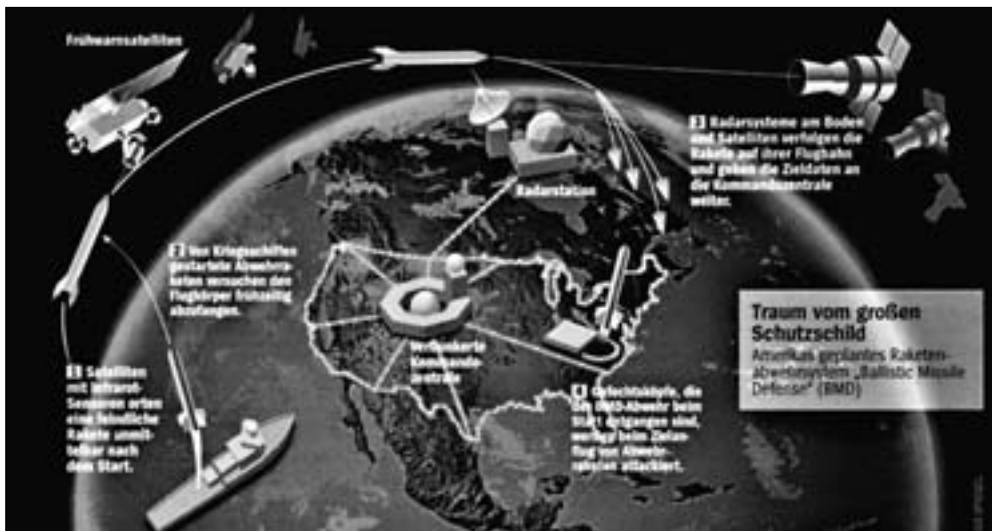 Frühwarnsatelliten
3 Radarsysteme am Boden
und Satelliten verfolgen die
Rakete auf ihrer Flugbahn
und geben die Zieldaten an
die Kommandozentrale
weiter.
Radarstation
2 Von Kriegsschiffen
gestartete Abwehrra-
keten versuchen den
Flugkörper frühzeitig
abzufangen.
Traum vom großen
Schutzschild
Amerikas geplantes Raketen-
abwehrsystem „Ballistic Missile
Defense“ (BMD)
Verbunkerte
Kommando-
zentrale
1 Satelliten
mit Infrarot-
Sensoren orten
eine feindliche
Rakete unmit-
telbar nach
dem Start.
4 Gefechtsköpfe, die
der BMD-Abwehr beim
Start entgangen sind,
werden beim Zielan-
flug von Abwehr-
raketen attackiert.